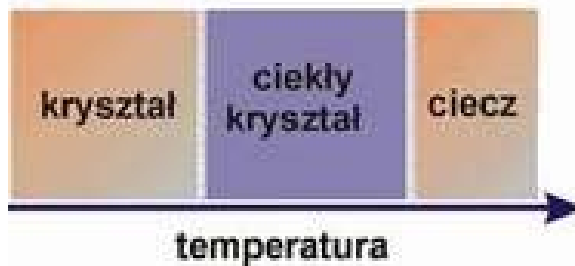 kryształ
ciekły
kryształ
ciecz
temperatura